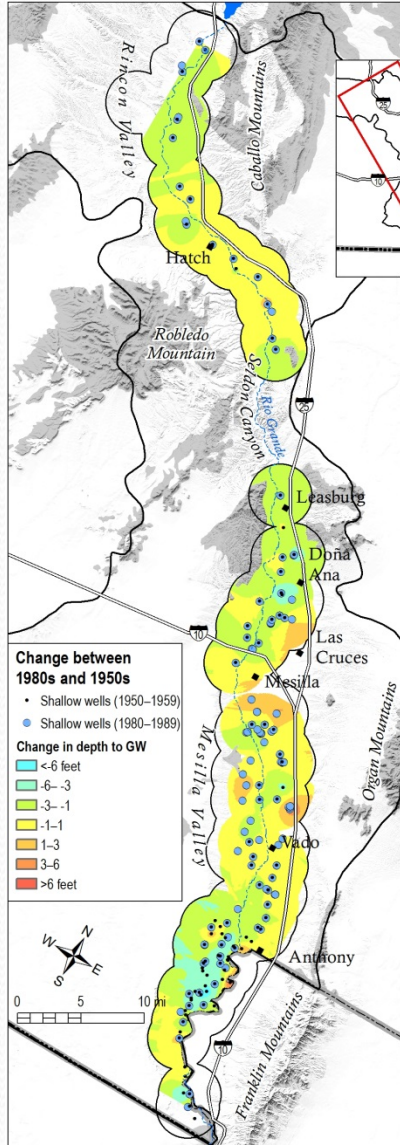 Rincon Valley
Caballo Mountains
25
10
Hatch
Robledo
Mountain
Seldon Canyon
Rio Grande
25
Leasburg
Doña
Ana
10
Las
Cruces
Mesilla
Change between
1980s and 1950s
Shallow wells (1950–1959)
Shallow wells (1980–1989)
Change in depth to GW
<-6 feet
-6– -3
-3– -1
-1–1
1–3
3–6
>6 feet
Mesilla Valley
Organ Mountains
Vado
N
W
E
S
Anthony
0 5 10 mi
10
Franklin Mountains